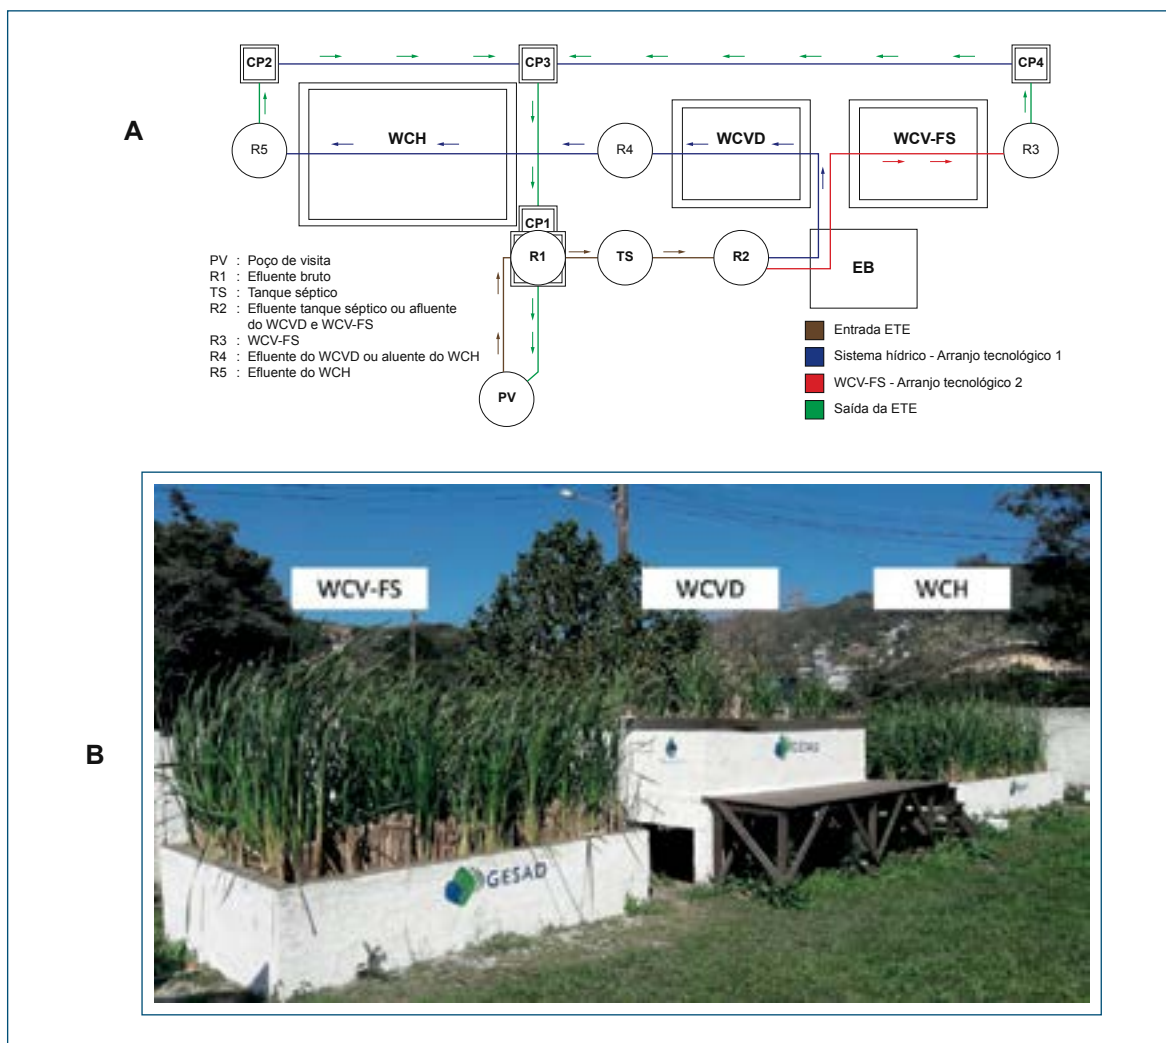 CP2
CP3
CP4
A
WCH
WCVD
WCV-FS
R5
R4
R3
CP1
R1
TS
R2
EB
PV : Poço de visita
R1 : Efluente bruto
TS : Tanque séptico
R2 : Efluente tanque séptico ou afluente
do WCVD e WCV-FS
R3 : WCV-FS
R4 : Efluente do WCVD ou aluente do WCH
R5 : Efluente do WCH
PV
Entrada ETE
Sistema hídrico - Arranjo tecnológico 1
WCV-FS - Arranjo tecnológico 2
Saída da ETE
B
WCV-FS
WCVD
WCH
GESAD